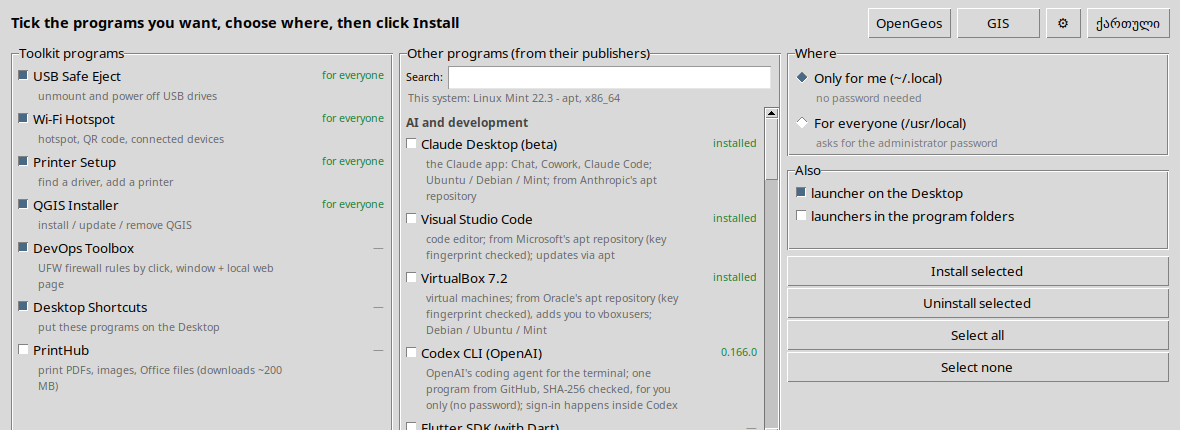 Tick the programs you want, choose where, then click Install
OpenGeos
GIS
⚙
ქართული
Toolkit programs
USB Safe Eject
for everyone
unmount and power off USB drives
Wi-Fi Hotspot
for everyone
hotspot, QR code, connected devices
Printer Setup
for everyone
find a driver, add a printer
QGIS Installer
for everyone
install / update / remove QGIS
DevOps Toolbox
—
UFW firewall rules by click, window + local web
page
Desktop Shortcuts
—
put these programs on the Desktop
PrintHub
—
print PDFs, images, Office files (downloads ~200
MB)
Other programs (from their publishers)
Search:
This system: Linux Mint 22.3 - apt, x86_64
AI and development
Claude Desktop (beta)
installed
the Claude app: Chat, Cowork, Claude Code;
Ubuntu / Debian / Mint; from Anthropic's apt
repository
Visual Studio Code
installed
code editor; from Microsoft's apt repository (key
fingerprint checked); updates via apt
VirtualBox 7.2
installed
virtual machines; from Oracle's apt repository (key
fingerprint checked), adds you to vboxusers;
Debian / Ubuntu / Mint
Codex CLI (OpenAI)
0.166.0
OpenAI's coding agent for the terminal; one
program from GitHub, SHA-256 checked, for you
only (no password); sign-in happens inside Codex
Flutter SDK (with Dart)
—
Where
Only for me (~/.local)
no password needed
For everyone (/usr/local)
asks for the administrator password
Also
launcher on the Desktop
launchers in the program folders
Install selected
Uninstall selected
Select all
Select none